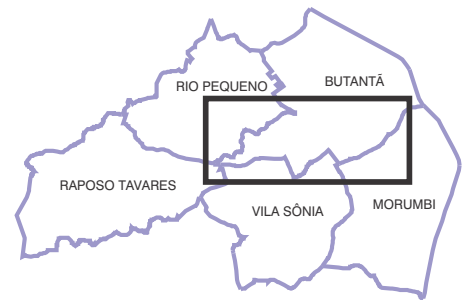 BUTANTÃ
RIO PEQUENO
RAPOSO TAVARES
VILA SÔNIA
MORUMBI